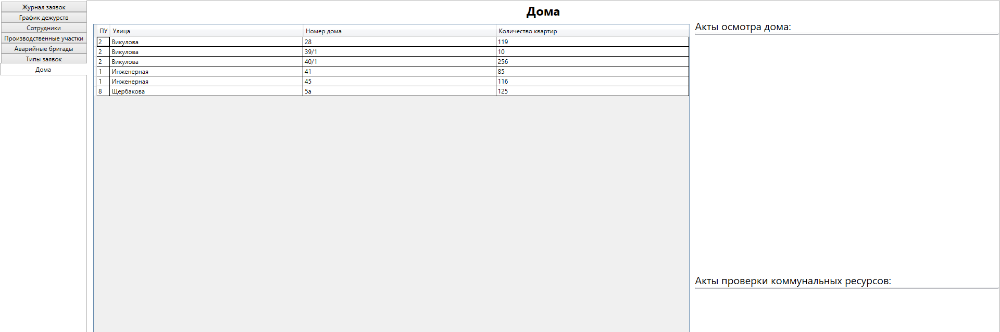 Журнал заявок
График дежурств
Сотрудники
Производственные участки
Аварийные бригады
Типы заявок
Дома
Дома
ПУ Улица Номер дома Количество квартир
2 Викулова 28 119
2 Викулова 39/1 10
2 Викулова 40/1 256
1 Инженерная 41 85
1 Инженерная 45 116
8 Щербакова 5а 125
Акты осмотра дома:
Акты проверки коммунальных ресурсов: